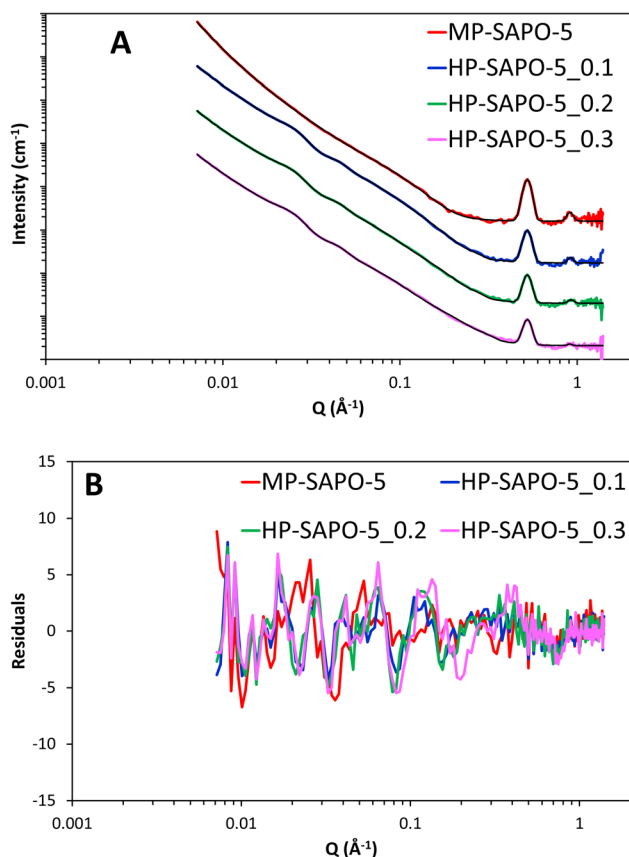 A
MP-SAPO-5
HP-SAPO-5_0.1
HP-SAPO-5_0.2
HP-SAPO-5_0.3
Intensity (cm⁻¹)
0.001 0.01 0.1 1
Q (Å⁻¹)
B
MP-SAPO-5 HP-SAPO-5_0.1
HP-SAPO-5_0.2 HP-SAPO-5_0.3
Residuals
15
10
5
0
-5
-10
-15
0.001 0.01 0.1 1
Q (Å⁻¹)